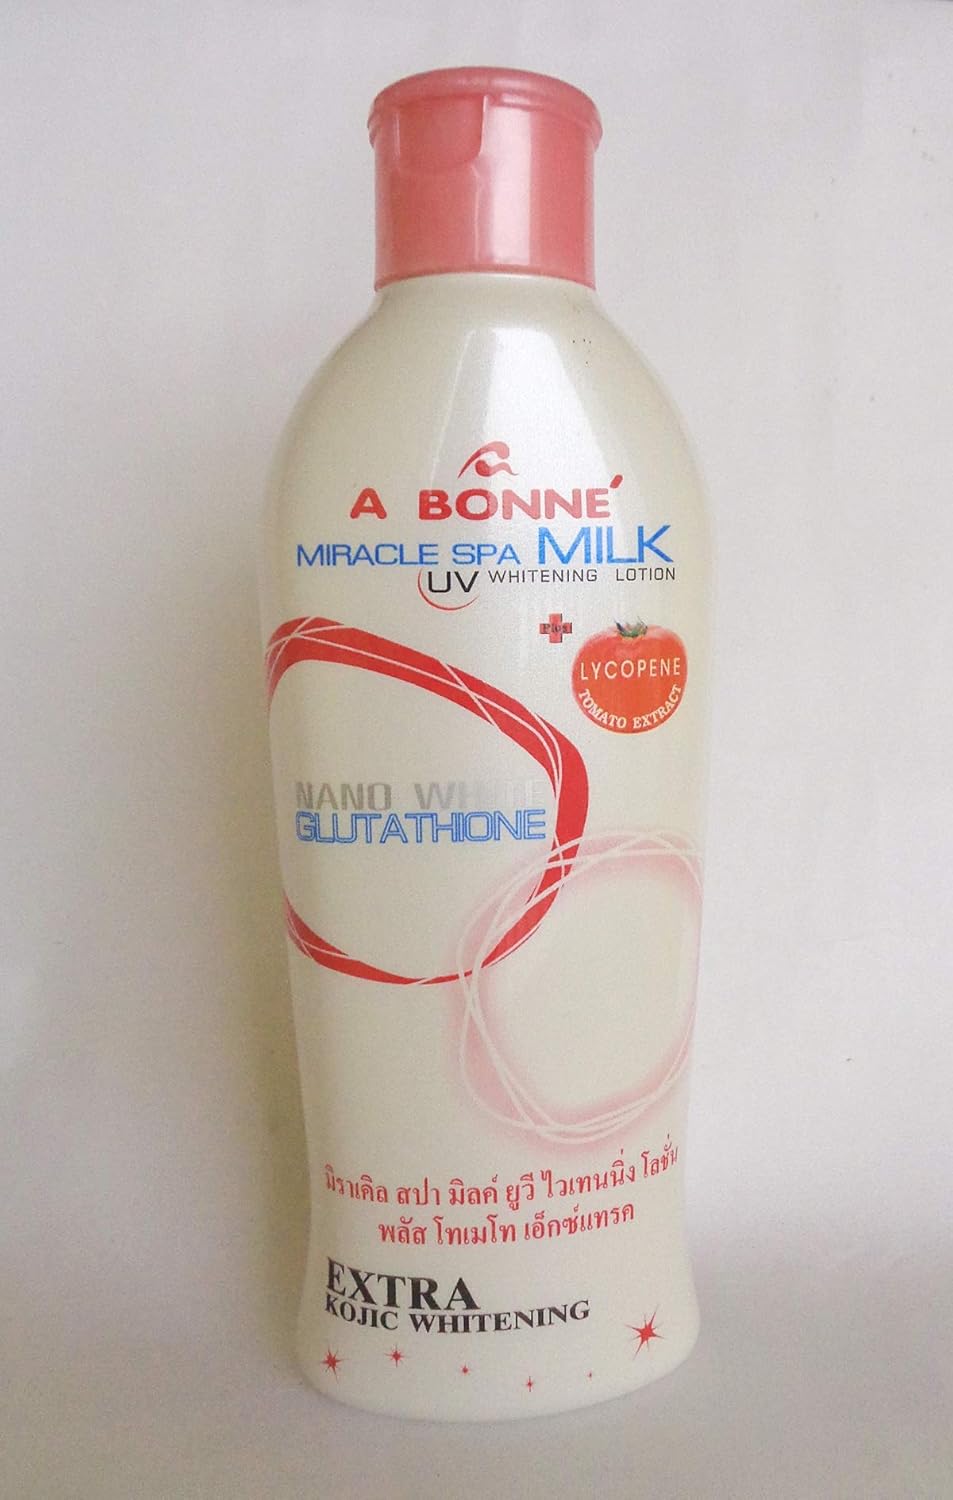 A BONNÉ
MIRACLE SPA MILK
UV WHITENING LOTION
Plus
LYCOPENE
TOMATO EXTRACT
NANO WHITE
GLUTATHIONE
มิราเคิล สปา มิลค์ ยูวี ไวเทนนิ่ง โลชั่น
พลัส โทเมโท เอ็กซ์แทรค
EXTRA
KOJIC WHITENING